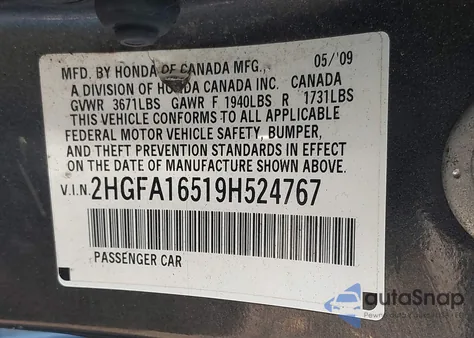 MFD. BY HONDA OF CANADA MFG., 05/'09
A DIVISION OF HONDA CANADA INC. CANADA
GVWR 3671LBS GAWR F 1940LBS R 1731LBS
THIS VEHICLE CONFORMS TO ALL APPLICABLE
FEDERAL MOTOR VEHICLE SAFETY, BUMPER,
AND THEFT PREVENTION STANDARDS IN EFFECT
ON THE DATE OF MANUFACTURE SHOWN ABOVE.
V.I.N. 2HGFA16519H524767
PASSENGER CAR
autoSnap